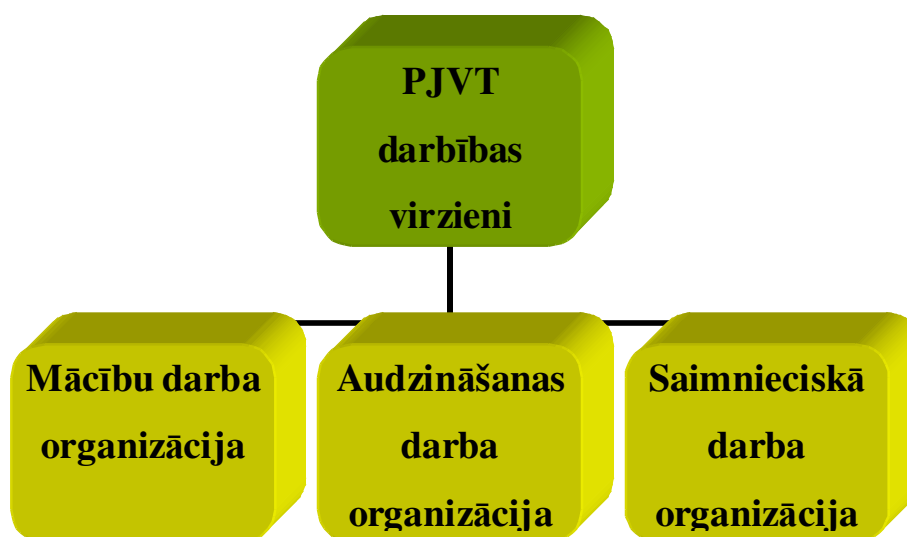 PJVT
darbības
virzieni
Mācību darba
organizācija
Audzināšanas
darba
organizācija
Saimnieciskā
darba
organizācija